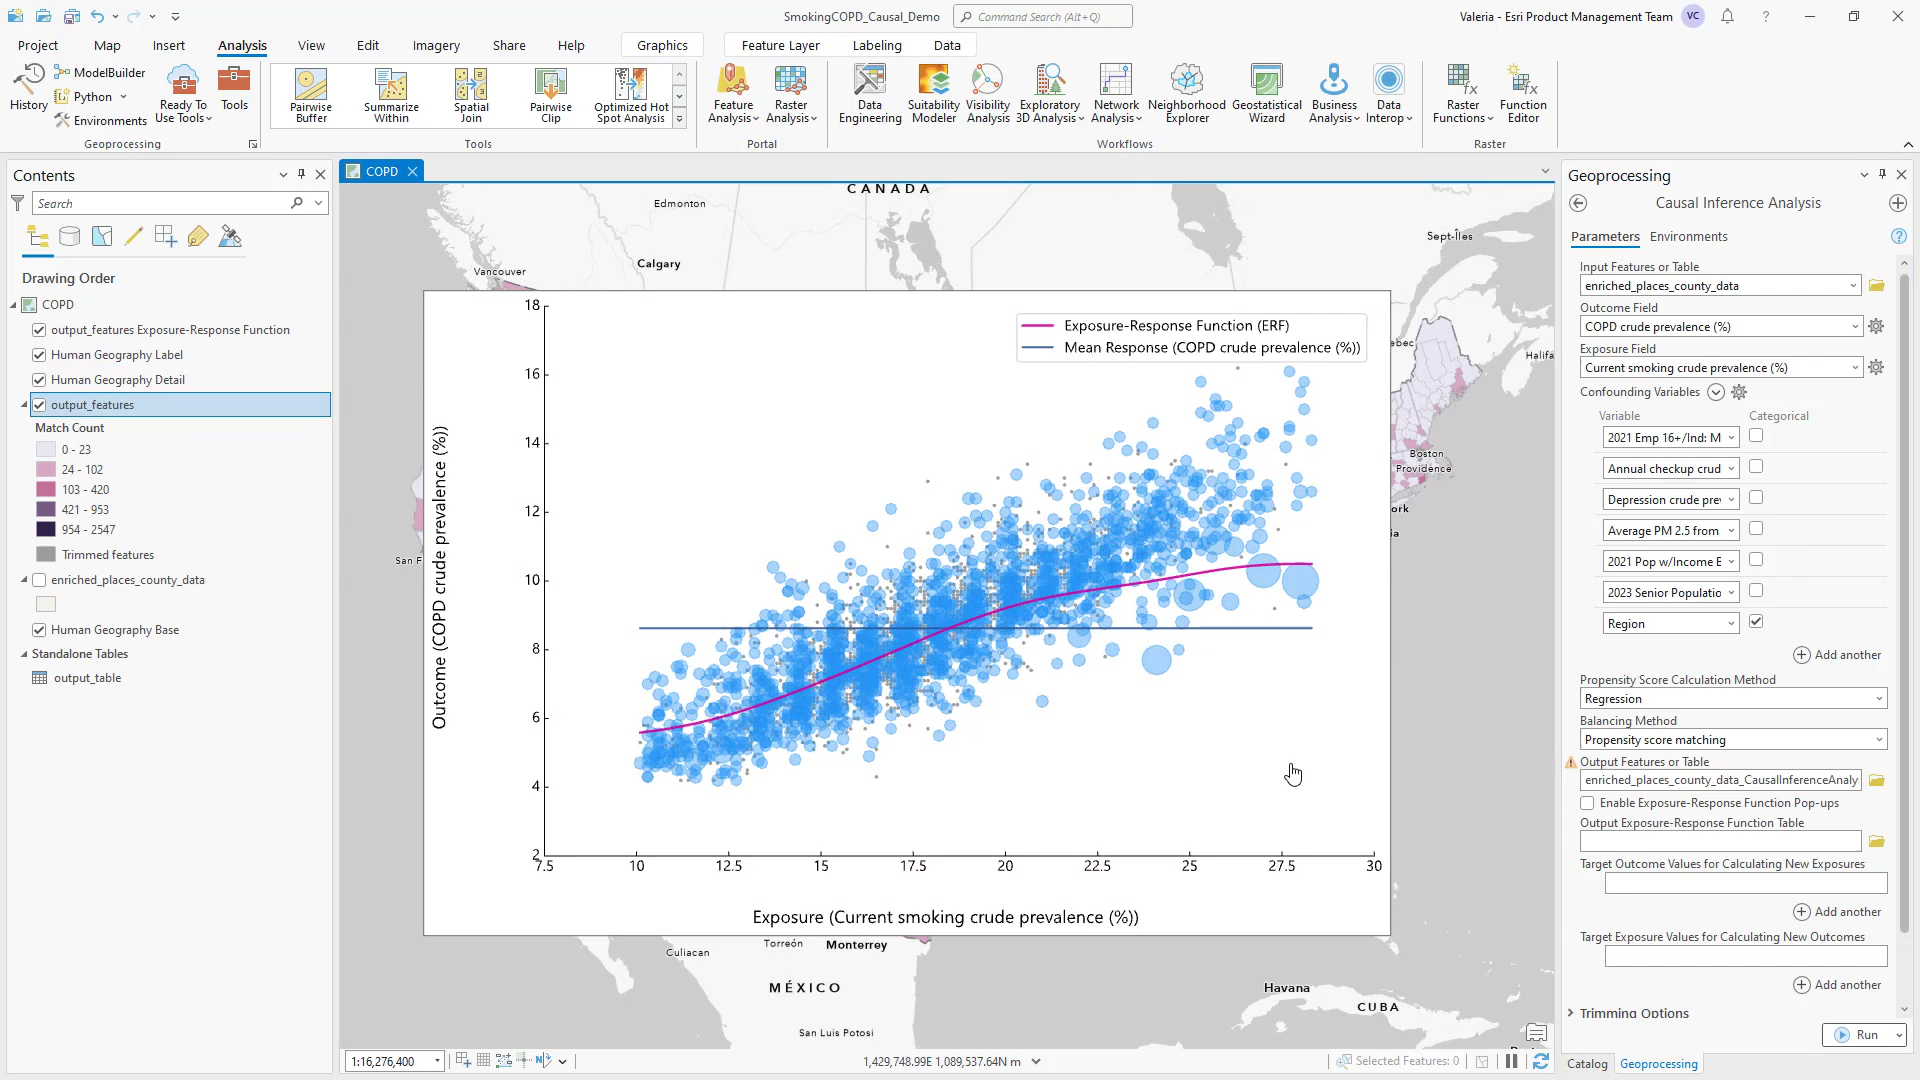 SmokingCOPD_Causal_Demo
Command Search (Alt+Q)
Valeria - Esri Product Management Team
VC
Project
Map
Insert
Analysis
View
Edit
Imagery
Share
Help
Graphics
Feature Layer
Labeling
Data
History
ModelBuilder
Python
Environments
Ready To
Use Tools
Tools
Geoprocessing
Pairwise
Buffer
Summarize
Within
Spatial
Join
Pairwise
Clip
Optimized Hot
Spot Analysis
Tools
Feature
Analysis
Raster
Analysis
Portal
Data
Engineering
Suitability
Modeler
Visibility
Analysis
Exploratory
3D Analysis
Network
Analysis
Neighborhood
Explorer
Geostatistical
Wizard
Business
Analysis
Data
Interop
Workflows
Raster
Functions
Function
Editor
Raster
Contents
Search
Drawing Order
COPD
output_features Exposure-Response Function
Human Geography Label
Human Geography Detail
output_features
Match Count
0 - 23
24 - 102
103 - 420
421 - 953
954 - 2547
Trimmed features
enriched_places_county_data
Human Geography Base
Standalone Tables
output_table
COPD
CANADA
Edmonton
Calgary
Vancouver
Sept-Îles
ebec
Halifa
Boston
Providence
ork
ia
San F
Exposure-Response Function (ERF)
Mean Response (COPD crude prevalence (%))
Outcome (COPD crude prevalence (%))
18
16
14
12
10
8
6
4
2
7.5
10
12.5
15
17.5
20
22.5
25
27.5
30
Exposure (Current smoking crude prevalence (%))
Torreón
Monterrey
Culiacan
MÉXICO
Havana
CUBA
San Luis Potosi
1:16,276,400
1,429,748.99E 1,089,537.64N m
Selected Features: 0
Geoprocessing
Causal Inference Analysis
Parameters
Environments
Input Features or Table
enriched_places_county_data
Outcome Field
COPD crude prevalence (%)
Exposure Field
Current smoking crude prevalence (%)
Confounding Variables
Variable
Categorical
2021 Emp 16+/Ind: M
Annual checkup crud
Depression crude prev
Average PM 2.5 from
2021 Pop w/Income E
2023 Senior Populatio
Region
Add another
Propensity Score Calculation Method
Regression
Balancing Method
Propensity score matching
Output Features or Table
enriched_places_county_data_CausalInferenceAnaly
Enable Exposure-Response Function Pop-ups
Output Exposure-Response Function Table
Target Outcome Values for Calculating New Exposures
Add another
Target Exposure Values for Calculating New Outcomes
Add another
Trimming Options
Run
Catalog
Geoprocessing